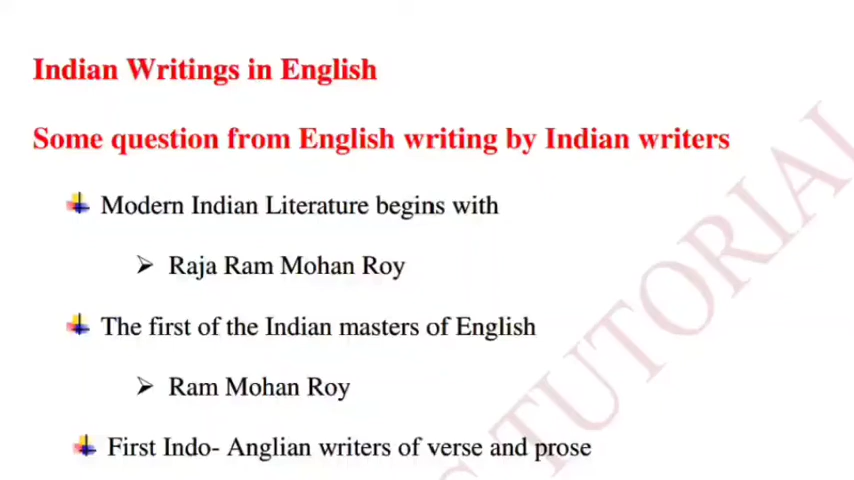 Indian Writings in English
Some question from English writing by Indian writers
Modern Indian Literature begins with
Raja Ram Mohan Roy
The first of the Indian masters of English
Ram Mohan Roy
First Indo- Anglian writers of verse and prose
TUTORIAL